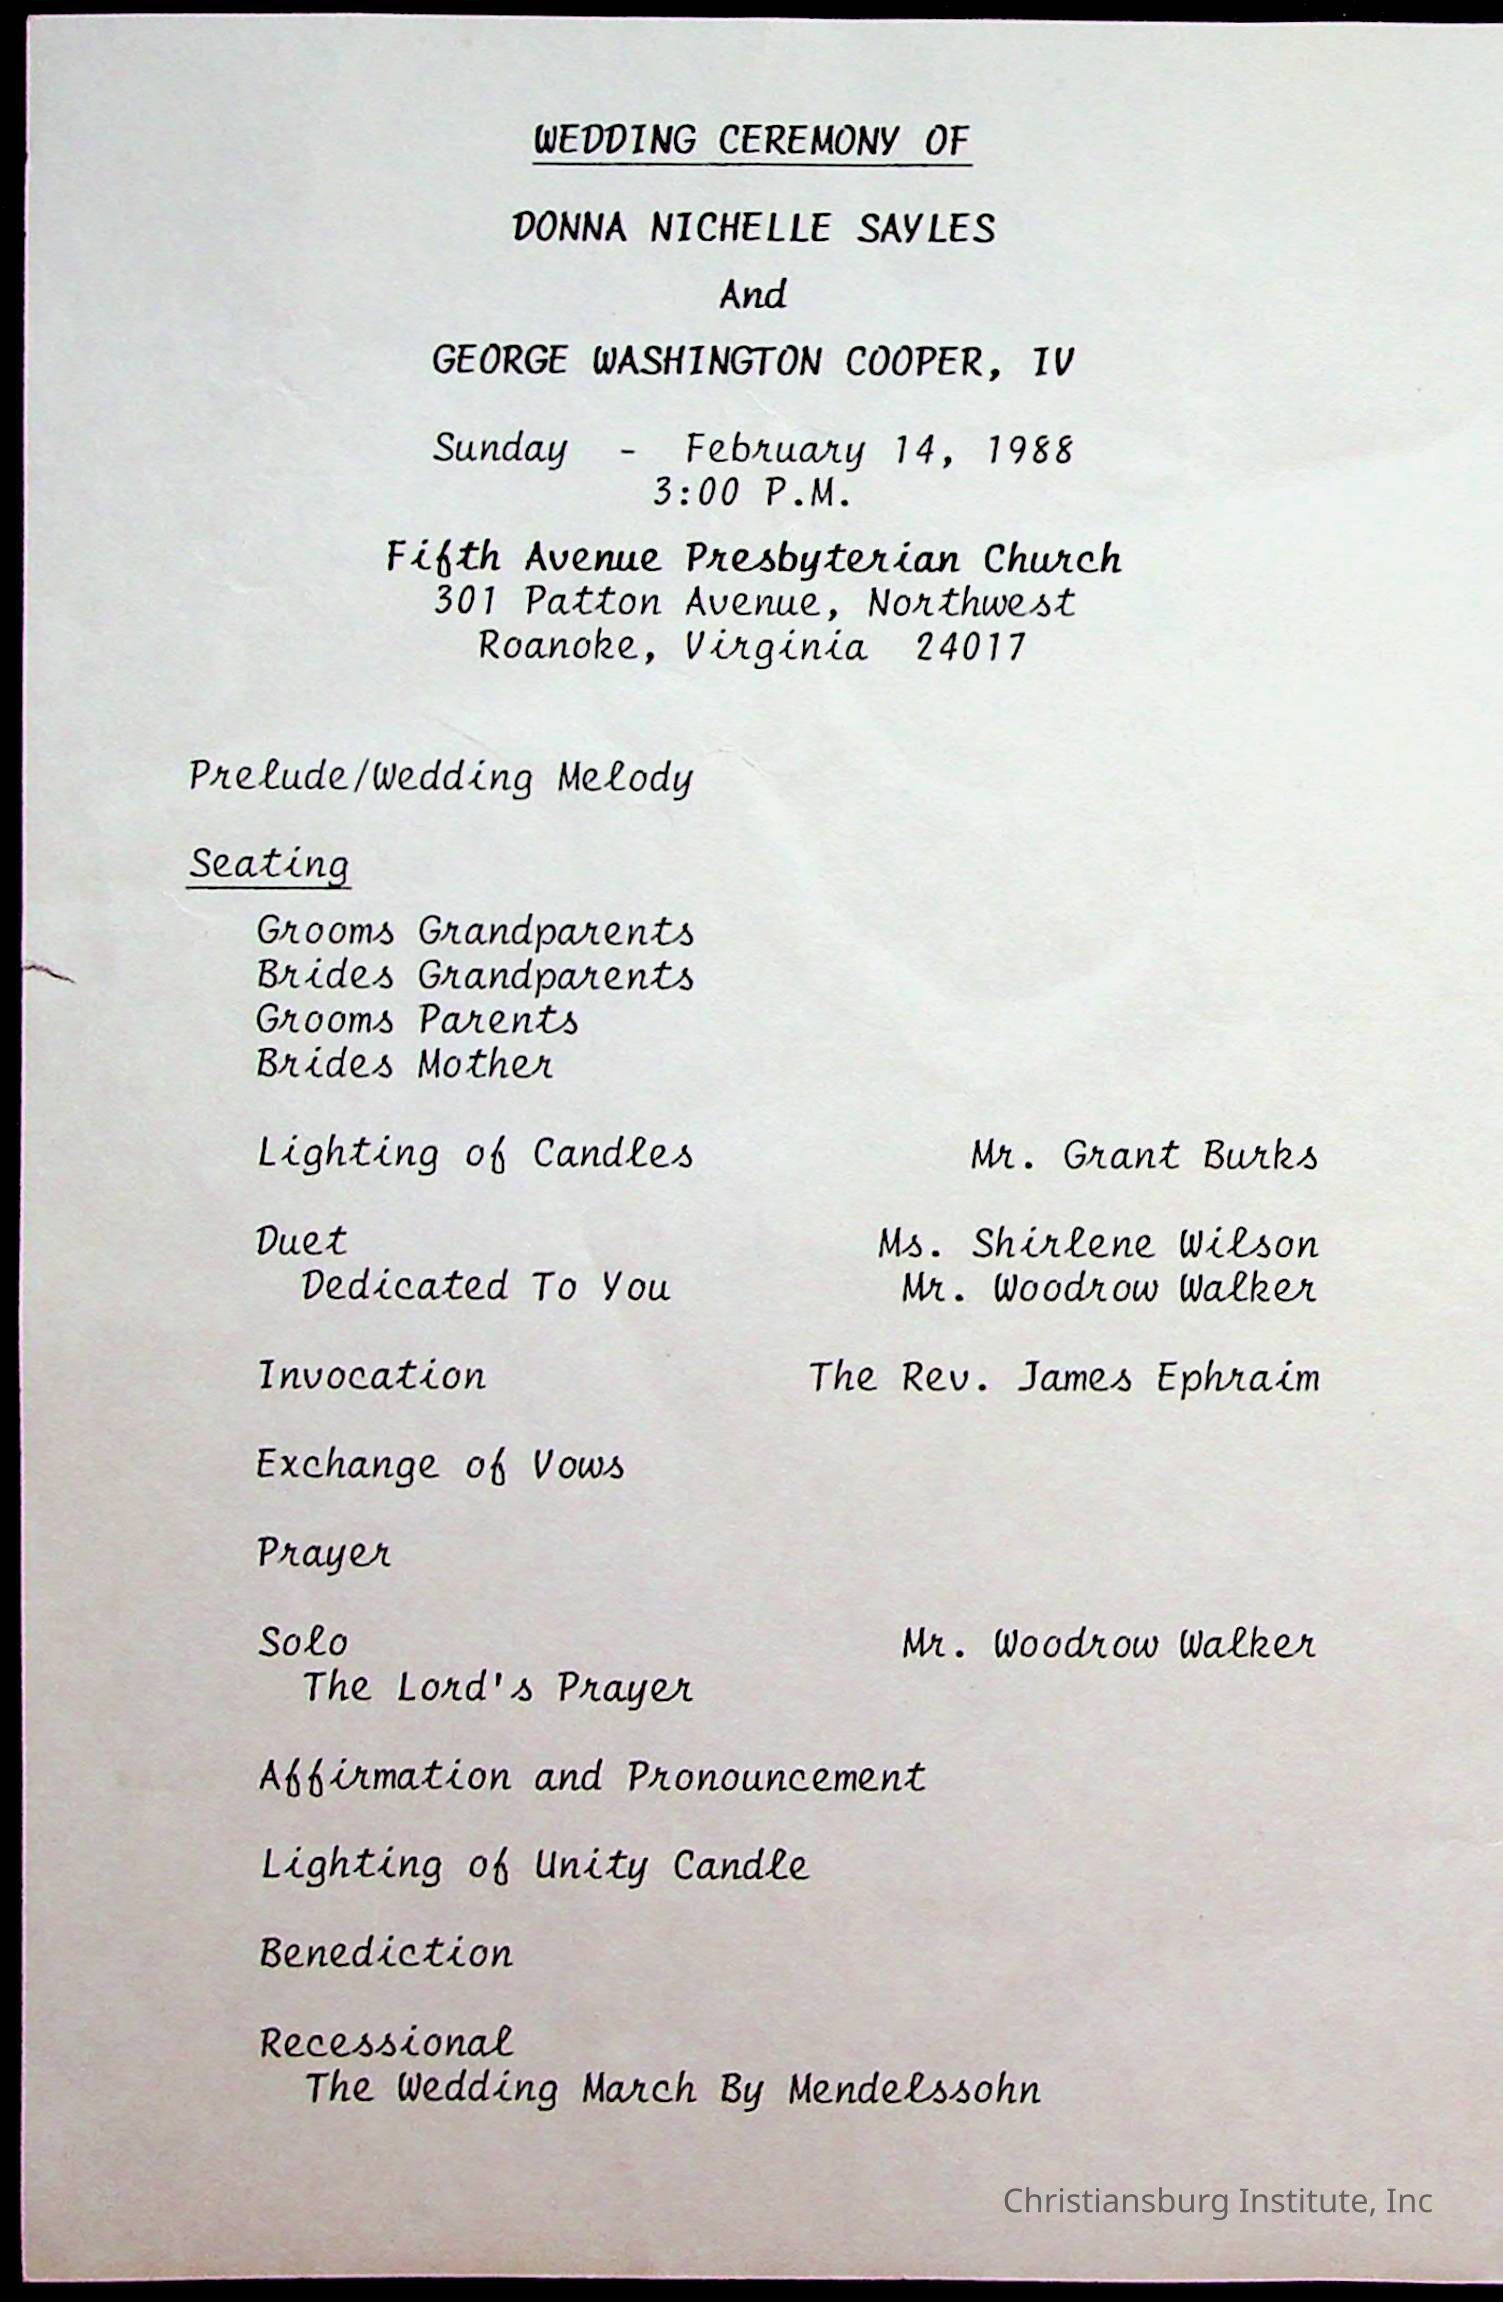 WEDDING CEREMONY OF
DONNA NICHELLE SAYLES
And
GEORGE WASHINGTON COOPER, IV
Sunday - February 14, 1988
3:00 P.M.
Fifth Avenue Presbyterian Church
301 Patton Avenue, Northwest
Roanoke, Virginia 24017
Prelude/Wedding Melody
Seating
Grooms Grandparents
Brides Grandparents
Grooms Parents
Brides Mother
Lighting of Candles Mr. Grant Burks
Duet Ms. Shirlene Wilson
Dedicated To You Mr. Woodrow Walker
Invocation The Rev. James Ephraim
Exchange of Vows
Prayer
Solo Mr. Woodrow Walker
The Lord's Prayer
Affirmation and Pronouncement
Lighting of Unity Candle
Benediction
Recessional
The Wedding March By Mendelssohn
Christiansburg Institute, Inc